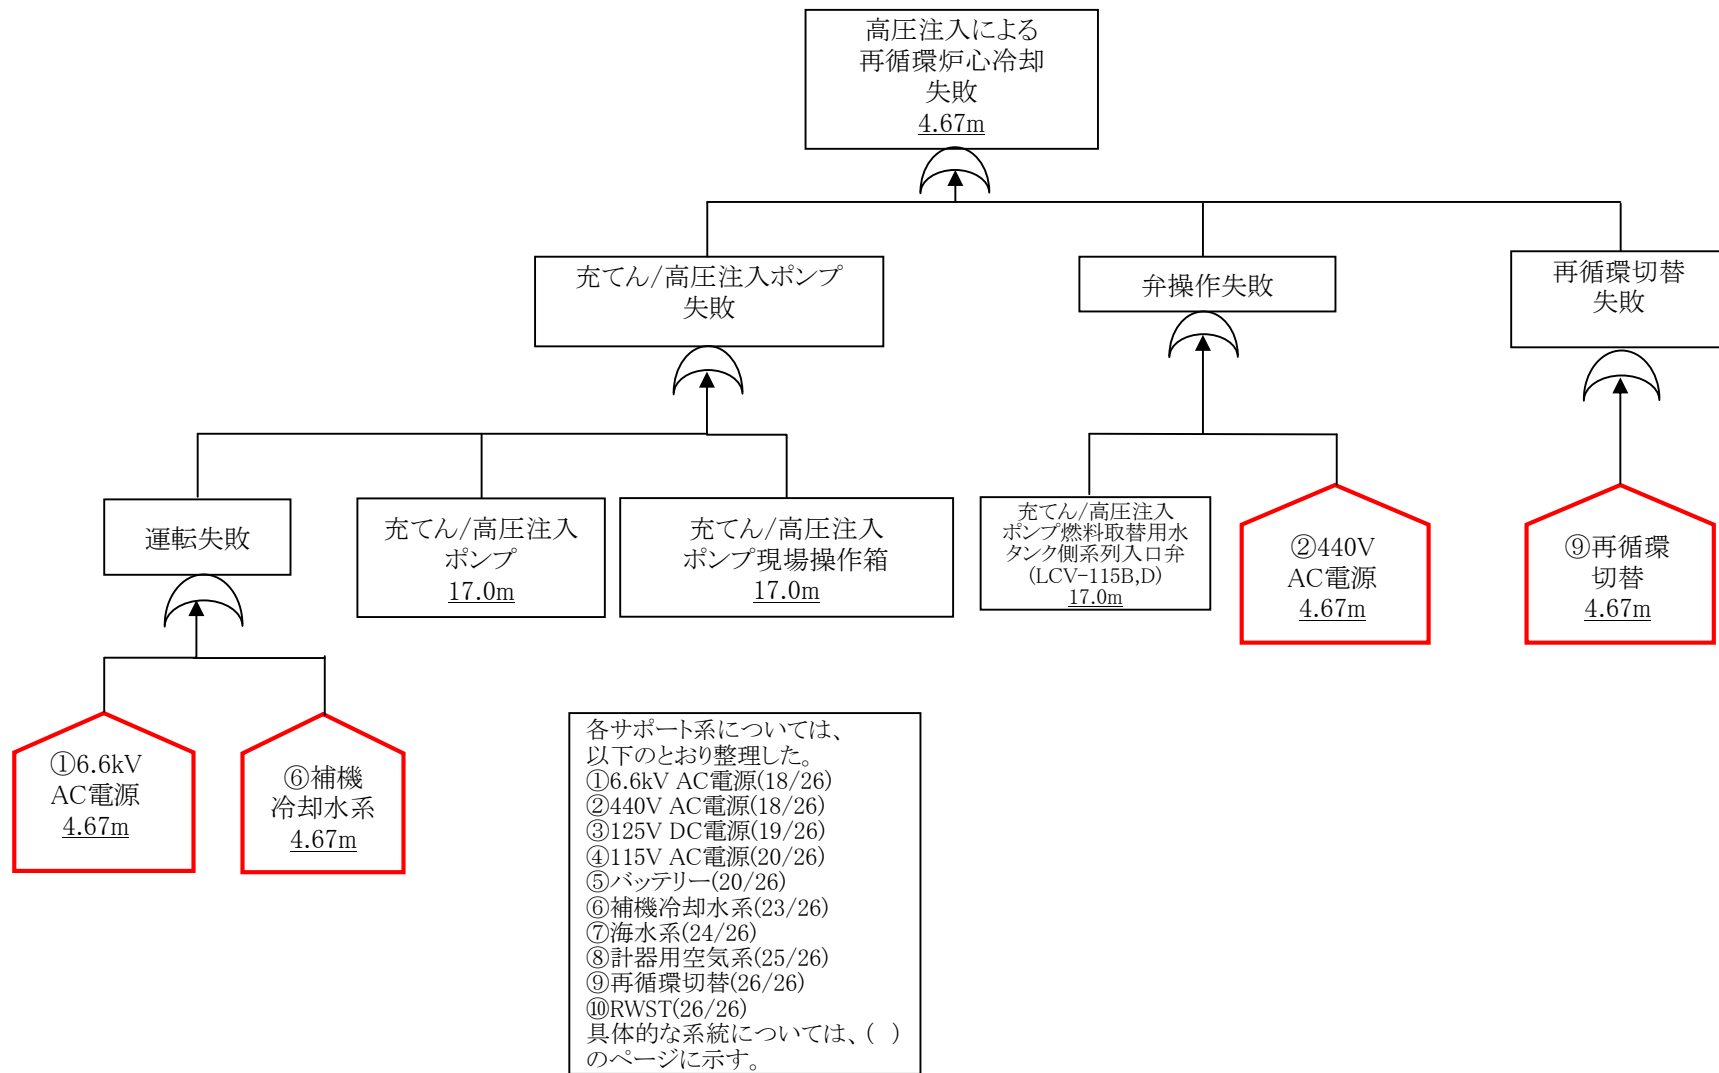 高圧注入による
再循環炉心冷却
失敗
4.67m
充てん/高圧注入ポンプ
失敗
弁操作失敗
再循環切替
失敗
運転失敗
充てん/高圧注入
ポンプ
17.0m
充てん/高圧注入
ポンプ現場操作箱
17.0m
充てん/高圧注入
ポンプ燃料取替用水
タンク側系列入口弁
(LCV-115B,D)
17.0m
②440V
AC電源
4.67m
⑨再循環
切替
4.67m
①6.6kV
AC電源
4.67m
⑥補機
冷却水系
4.67m
各サポート系については、
以下のとおり整理した。
①6.6kV AC電源(18/26)
②440V AC電源(18/26)
③125V DC電源(19/26)
④115V AC電源(20/26)
⑤バッテリー(20/26)
⑥補機冷却水系(23/26)
⑦海水系(24/26)
⑧計器用空気系(25/26)
⑨再循環切替(26/26)
⑩RWST(26/26)
具体的な系統については、( )
のページに示す。